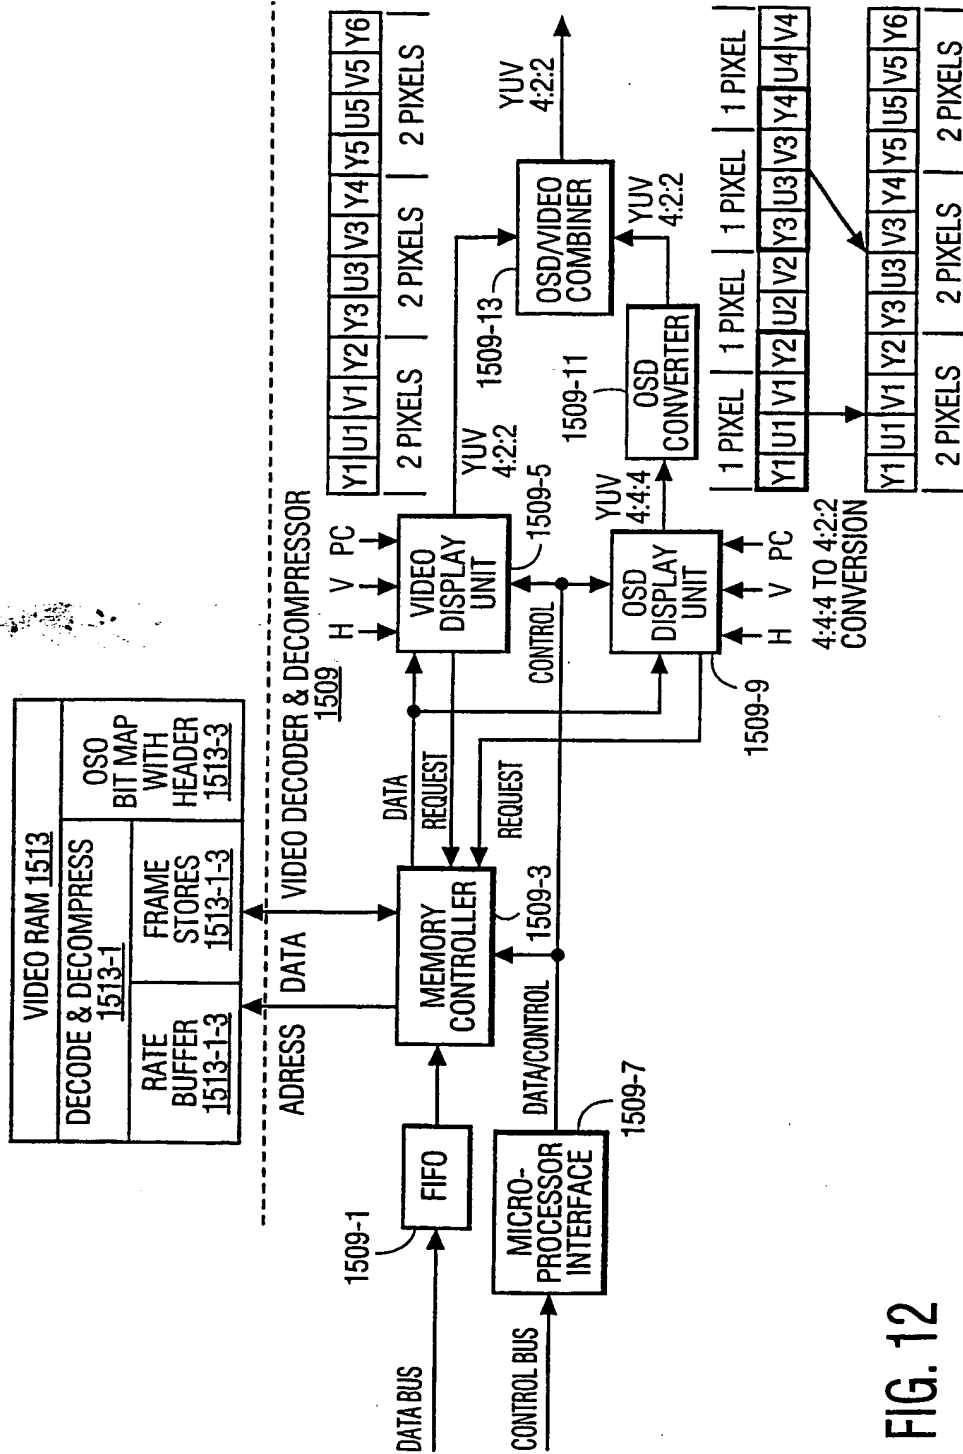 VIDEO RAM 1513
DECODE & DECOMPRESS
1513-1
RATE
BUFFER
1513-1-3
FRAME
STORES
1513-1-3
OSO
BIT MAP
WITH
HEADER
1513-3
ADRESS
DATA
VIDEO DECODER & DECOMPRESSOR
1509
DATA BUS
1509-1
FIFO
MEMORY
CONTROLLER
1509-3
DATA
REQUEST
REQUEST
H
V
PC
VIDEO
DISPLAY
UNIT
1509-5
YUV
4:2:2
Y1 U1 V1 Y2 Y3 U3 V3 Y4 Y5 U5 V5 Y6
2 PIXELS
2 PIXELS
2 PIXELS
1509-13
OSD/VIDEO
COMBINER
YUV
4:2:2
CONTROL BUS
MICRO-
PROCESSOR
INTERFACE
1509-7
DATA/CONTROL
CONTROL
OSD
DISPLAY
UNIT
1509-9
H
V
PC
YUV
4:4:4
1509-11
OSD
CONVERTER
YUV
4:2:2
4:4:4 TO 4:2:2
CONVERSION
1 PIXEL
1 PIXEL
1 PIXEL
1 PIXEL
Y1 U1 V1 Y2 U2 V2 Y3 U3 V3 Y4 U4 V4
Y1 U1 V1 Y2 Y3 U3 V3 Y4 Y5 U5 V5 Y6
2 PIXELS
2 PIXELS
2 PIXELS
FIG. 12